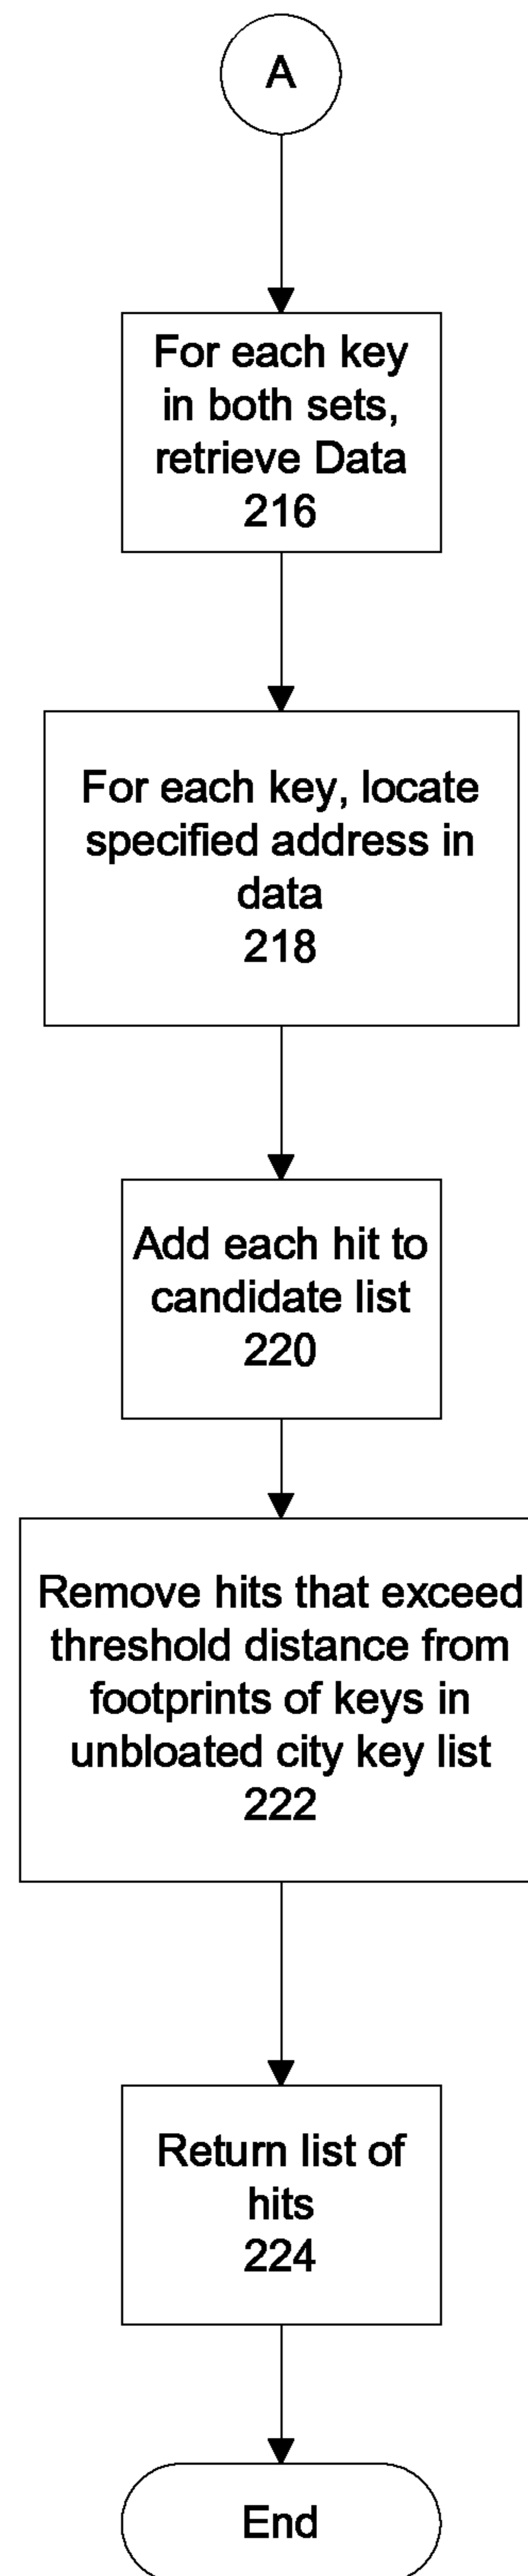 A
For each key
in both sets,
retrieve Data
216
For each key, locate
specified address in
data
218
Add each hit to
candidate list
220
Remove hits that exceed
threshold distance from
footprints of keys in
unbloated city key list
222
Return list of
hits
224
End